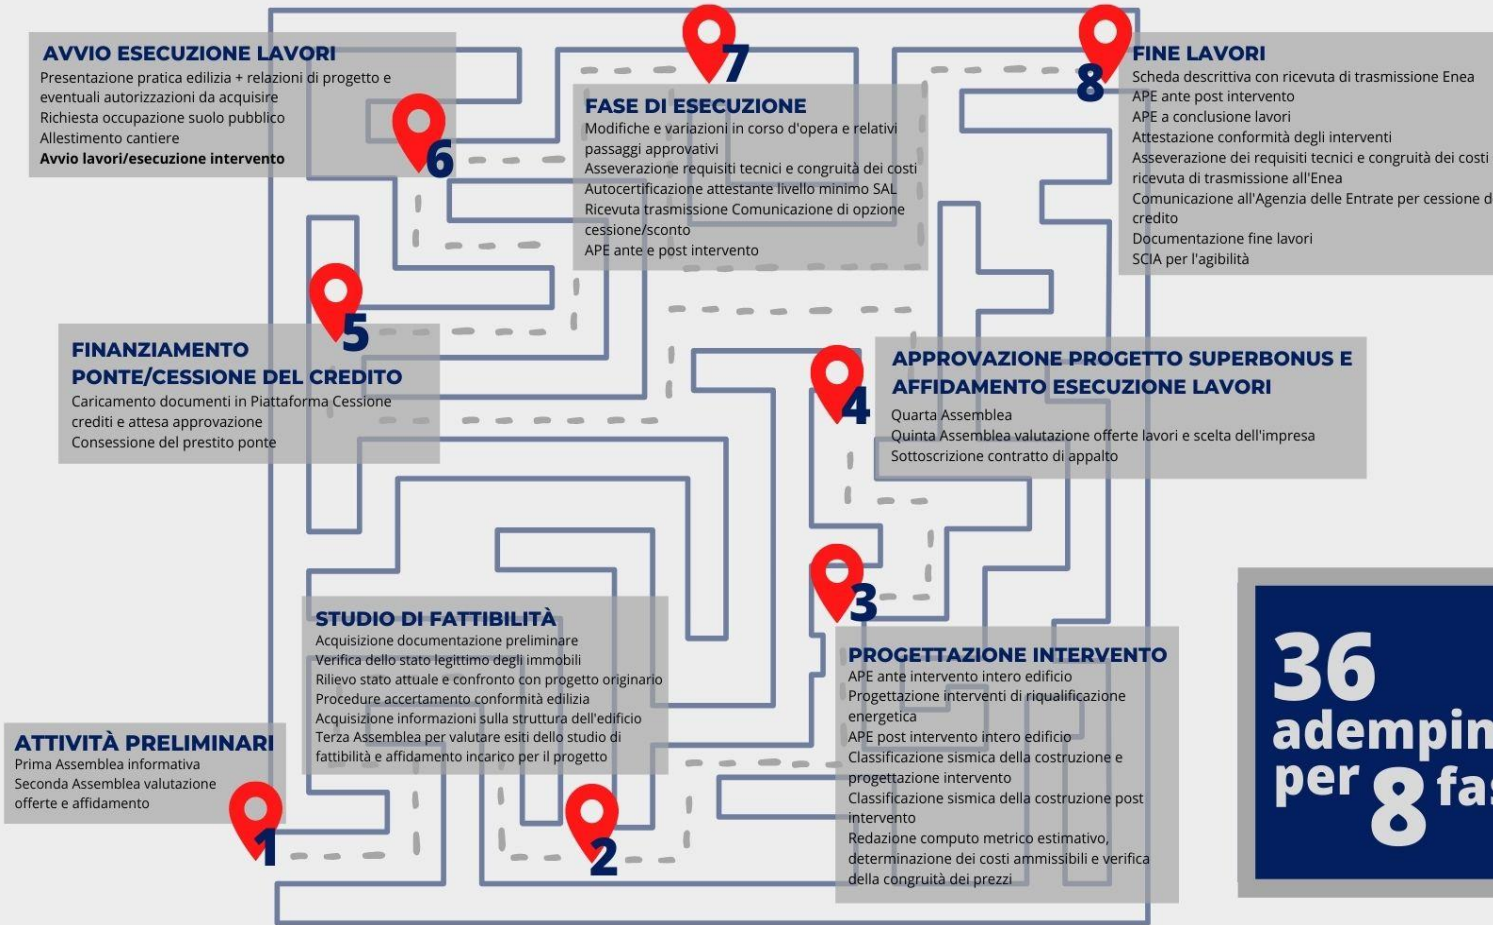 AVVIO ESECUZIONE LAVORI
Presentazione pratica edilizia + relazioni di progetto e
eventuali autorizzazioni da acquisire
Richiesta occupazione suolo pubblico
Allestimento cantiere
Avvio lavori/esecuzione intervento
6
7
FASE DI ESECUZIONE
Modifiche e variazioni in corso d'opera e relativi
passaggi approvativi
Asseverazione requisiti tecnici e congruità dei costi
Autocertificazione attestante livello minimo SAL
Ricevuta trasmissione Comunicazione di opzione
cessione/sconto
APE ante e post intervento
8
FINE LAVORI
Scheda descrittiva con ricevuta di trasmissione Enea
APE ante post intervento
APE a conclusione lavori
Attestazione conformità degli interventi
Asseverazione dei requisiti tecnici e congruità dei costi
ricevuta di trasmissione all'Enea
Comunicazione all'Agenzia delle Entrate per cessione d
credito
Documentazione fine lavori
SCIA per l'agibilità
5
FINANZIAMENTO
PONTE/CESSIONE DEL CREDITO
Caricamento documenti in Piattaforma Cessione
crediti e attesa approvazione
Consessione del prestito ponte
4
APPROVAZIONE PROGETTO SUPERBONUS E
AFFIDAMENTO ESECUZIONE LAVORI
Quarta Assemblea
Quinta Assemblea valutazione offerte lavori e scelta dell'impresa
Sottoscrizione contratto di appalto
3
PROGETTAZIONE INTERVENTO
APE ante intervento intero edificio
Progettazione interventi di riqualificazione
energetica
APE post intervento intero edificio
Classificazione sismica della costruzione e
progettazione intervento
Classificazione sismica della costruzione post
intervento
Redazione computo metrico estimativo,
determinazione dei costi ammissibili e verifica
della congruità dei prezzi
STUDIO DI FATTIBILITÀ
Acquisizione documentazione preliminare
Verifica dello stato legittimo degli immobili
Rilievo stato attuale e confronto con progetto originario
Procedure accertamento conformità edilizia
Acquisizione informazioni sulla struttura dell'edificio
Terza Assemblea per valutare esiti dello studio di
fattibilità e affidamento incarico per il progetto
2
ATTIVITÀ PRELIMINARI
Prima Assemblea informativa
Seconda Assemblea valutazione
offerte e affidamento
1
36
adempin
per 8 fas